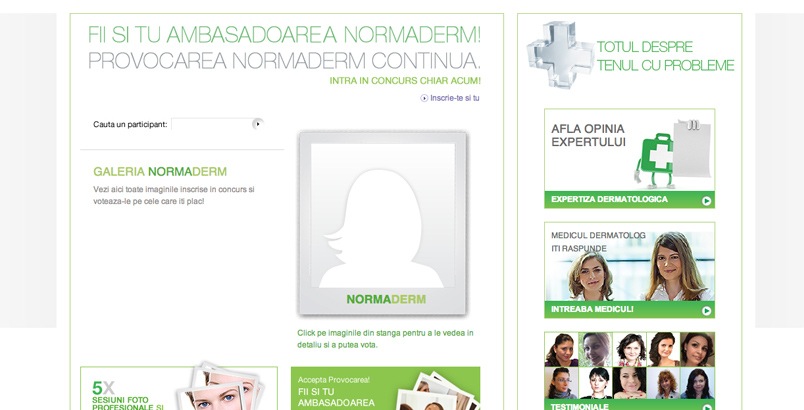 FII SI TU AMBASADOAREA NORMADERM!
PROVOCAREA NORMADERM CONTINUA.
INTRA IN CONCURS CHIAR ACUM!
Inscrie-te si tu
Cauta un participant:
GALERIA NORMADERM
Vezi aici toate imaginile inscrise in concurs si
voteaza-le pe cele care iti plac!
NORMADERM
Click pe imaginile din stanga pentru a le vedea in
detaliu si a putea vota.
5X
SESIUNI FOTO
PROFESIONALE SI
Accepta Provocarea!
FII SI TU
AMBASADOAREA
TOTUL DESPRE
TENUL CU PROBLEME
AFLA OPINIA
EXPERTULUI
EXPERTIZA DERMATOLOGICA
MEDICUL DERMATOLOG
ITI RASPUNDE
INTREABA MEDICUL!
TESTIMONIALE